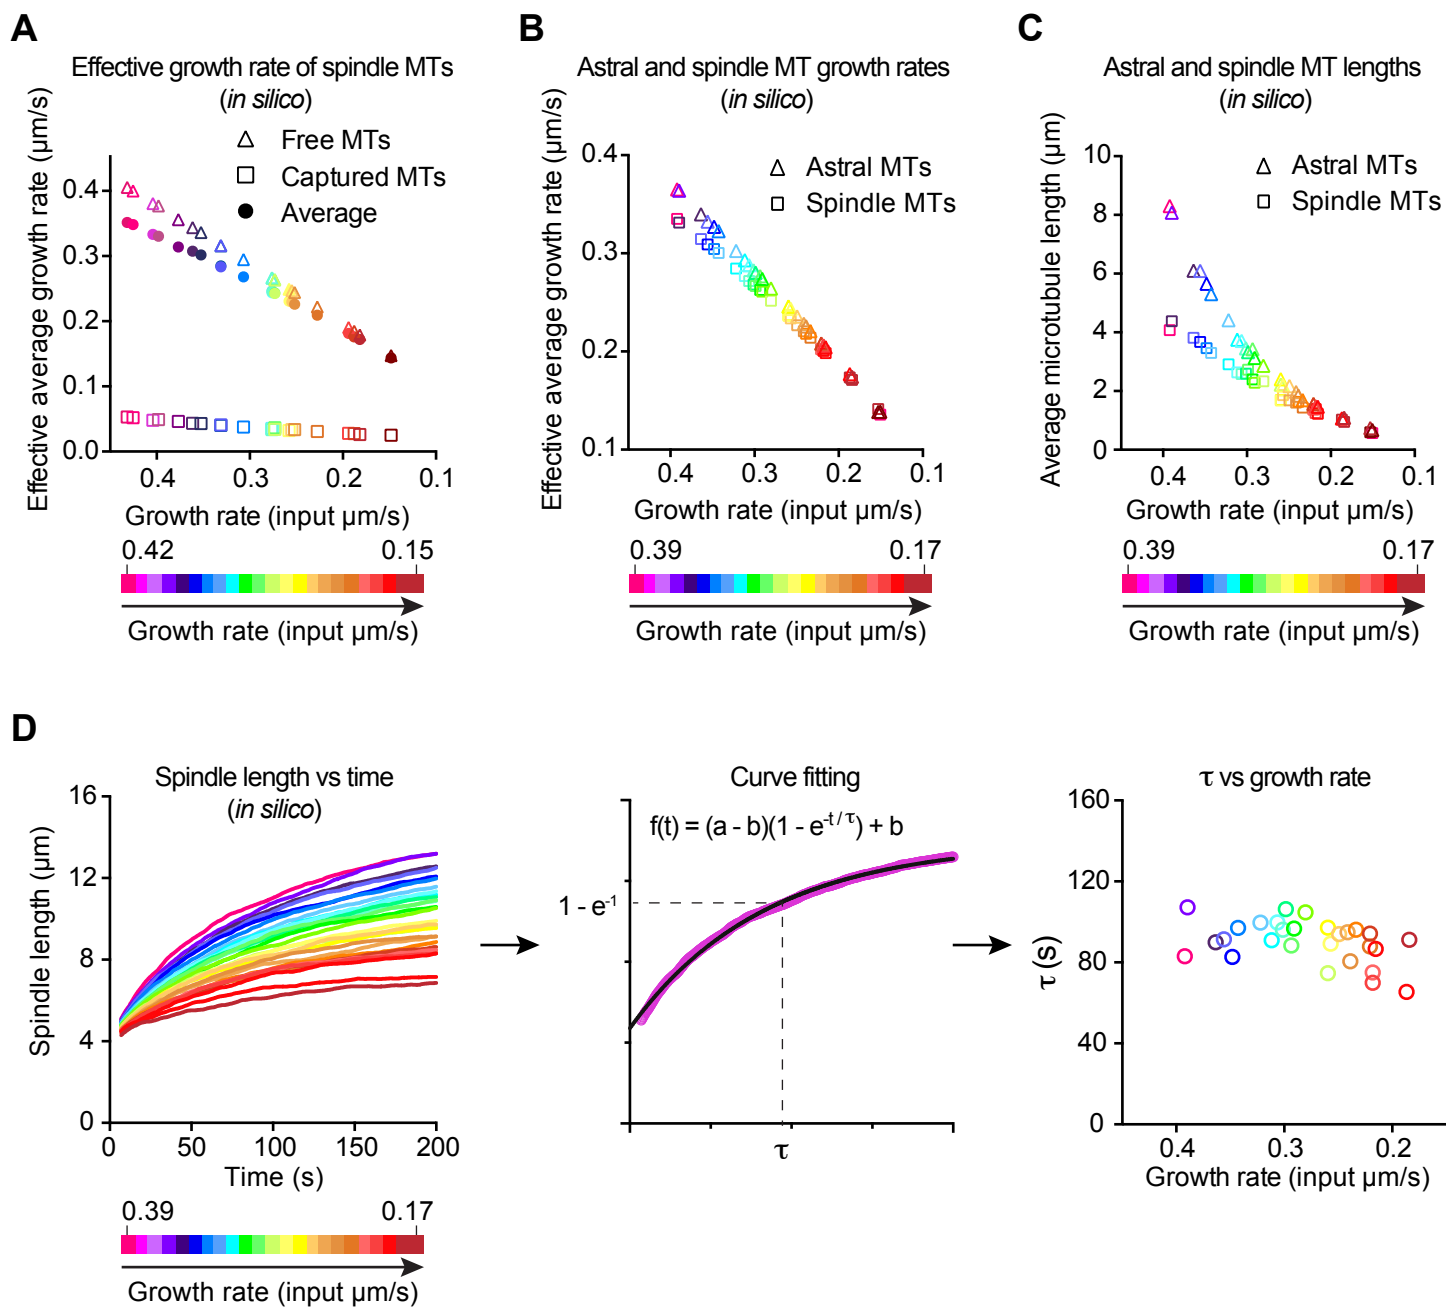 A
Effective growth rate of spindle MTs
(in silico)
Effective average growth rate (µm/s)
Free MTs
Captured MTs
Average
0.4
0.3
0.2
0.1
0.0
0.4 0.3 0.2 0.1
Growth rate (input µm/s)
0.42 0.15
Growth rate (input µm/s)
B
Astral and spindle MT growth rates
(in silico)
Effective average growth rate (µm/s)
Astral MTs
Spindle MTs
0.4
0.3
0.2
0.1
0.4 0.3 0.2 0.1
Growth rate (input µm/s)
0.39 0.17
Growth rate (input µm/s)
C
Astral and spindle MT lengths
(in silico)
Average microtubule length (µm)
Astral MTs
Spindle MTs
10
8
6
4
2
0
0.4 0.3 0.2 0.1
Growth rate (input µm/s)
0.39 0.17
Growth rate (input µm/s)
D
Spindle length vs time
(in silico)
Spindle length (µm)
16
12
8
4
0
0 50 100 150 200
Time (s)
0.39 0.17
Growth rate (input µm/s)
Curve fitting
f(t) = (a - b)(1 - e-t/τ) + b
1 - e-1
τ
τ vs growth rate
τ (s)
160
120
80
40
0
0.4 0.3 0.2
Growth rate (input µm/s)